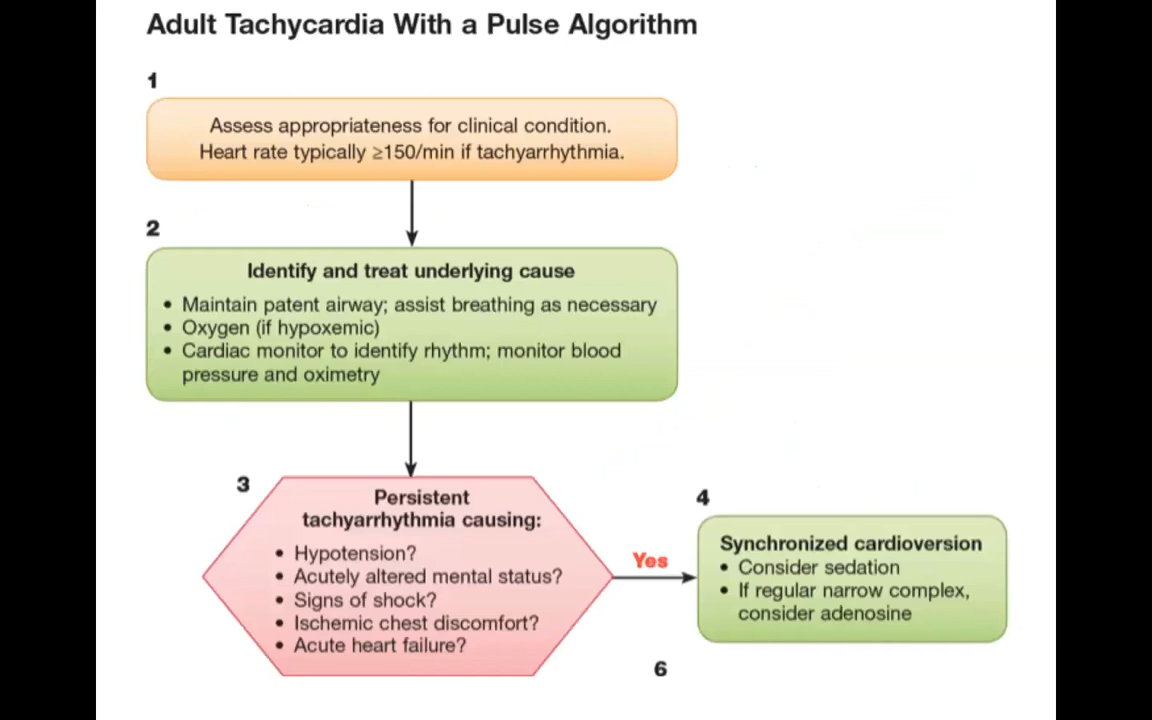 Adult Tachycardia With a Pulse Algorithm
1
Assess appropriateness for clinical condition.
Heart rate typically ≥150/min if tachyarrhythmia.
2
Identify and treat underlying cause
• Maintain patent airway; assist breathing as necessary
• Oxygen (if hypoxemic)
• Cardiac monitor to identify rhythm; monitor blood
pressure and oximetry
3
Persistent
tachyarrhythmia causing:
• Hypotension?
• Acutely altered mental status?
• Signs of shock?
• Ischemic chest discomfort?
• Acute heart failure?
Yes
4
Synchronized cardioversion
• Consider sedation
• If regular narrow complex,
consider adenosine
6